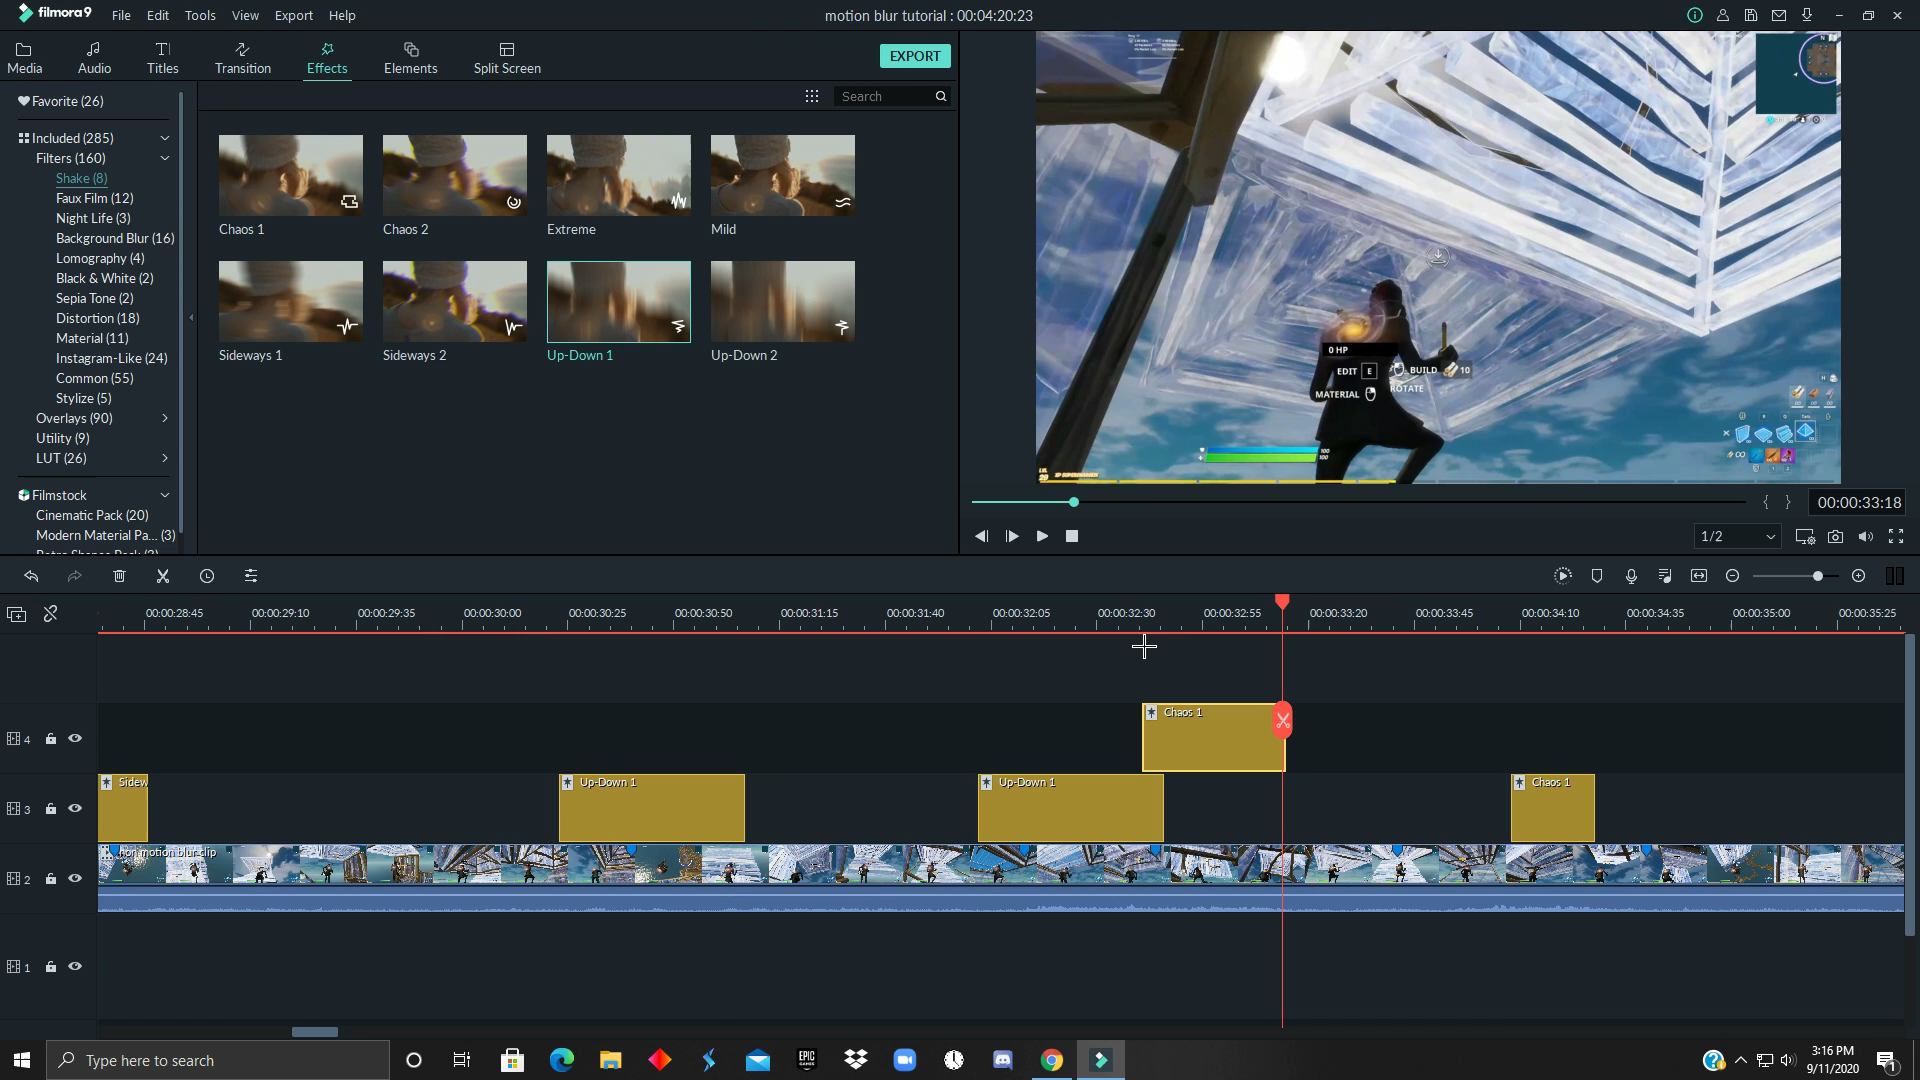 filmora9
File Edit Tools View Export Help
motion blur tutorial : 00:04:20:23
Media Audio Titles Transition Effects Elements Split Screen
EXPORT
Favorite (26)
Search
Included (285)
Filters (160)
Shake (8)
Faux Film (12)
Night Life (3)
Background Blur (16)
Lomography (4)
Black & White (2)
Sepia Tone (2)
Distortion (18)
Material (11)
Instagram-Like (24)
Common (55)
Stylize (5)
Overlays (90)
Utility (9)
LUT (26)
Filmstock
Cinematic Pack (20)
Modern Material Pa... (3)
Chaos 1 Chaos 2 Extreme Mild
Sideways 1 Sideways 2 Up-Down 1 Up-Down 2
0 HP
EDIT E BUILD 10
MATERIAL ROTATE
100
100
00:00:33:18
1/2
00:00:28:45 00:00:29:10 00:00:29:35 00:00:30:00 00:00:30:25 00:00:30:50 00:00:31:15 00:00:31:40 00:00:32:05 00:00:32:30 00:00:32:55 00:00:33:20 00:00:33:45 00:00:34:10 00:00:34:35 00:00:35:00 00:00:35:25
4
Chaos 1
3
Sidew
Up-Down 1
Up-Down 1
Chaos 1
2
non motion blur clip
1
Type here to search
EPIC GAMES
3:16 PM
9/11/2020
1